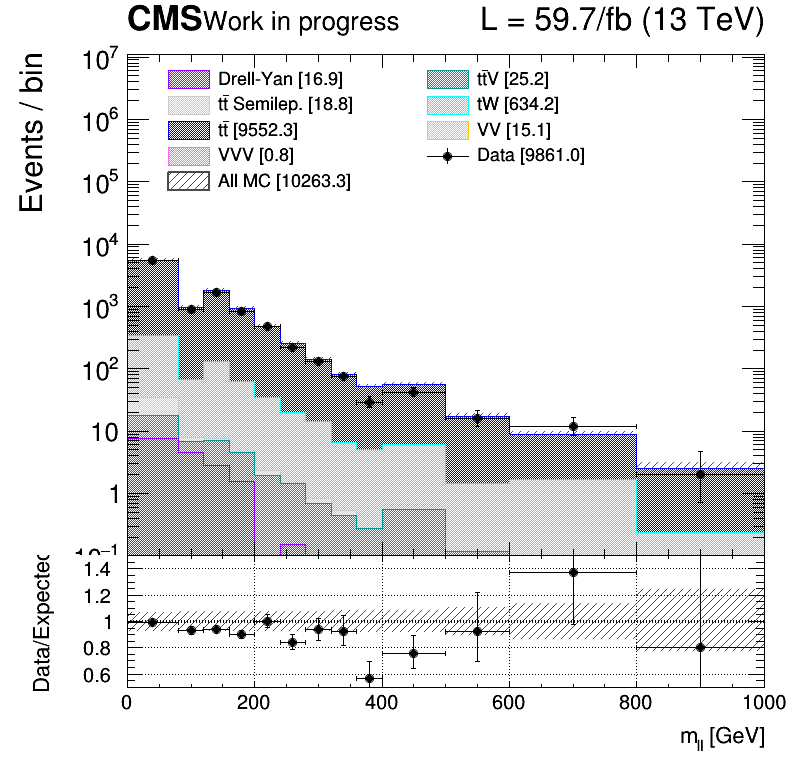 CMS Work in progress L = 59.7/fb (13 TeV)
Events / bin
Drell-Yan [16.9]
tt̄ Semilep. [18.8]
tt̄ [9552.3]
VVV [0.8]
All MC [10263.3]
tt̄V [25.2]
tW [634.2]
VV [15.1]
Data [9861.0]
10⁷
10⁶
10⁵
10⁴
10³
10²
10
1
10⁻¹
Data/Expected
1.4
1.2
1
0.8
0.6
0 200 400 600 800 1000
m_ll [GeV]